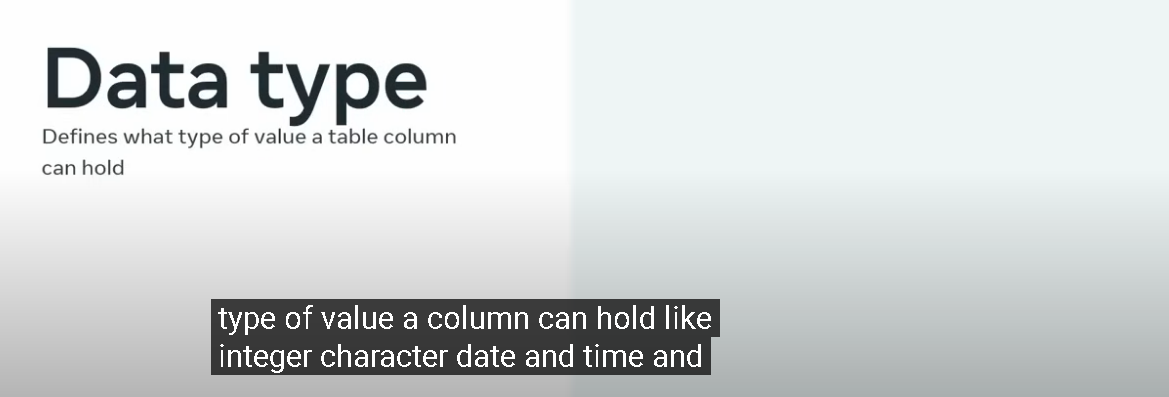 Data type
Defines what type of value a table column
can hold
type of value a column can hold like
integer character date and time and